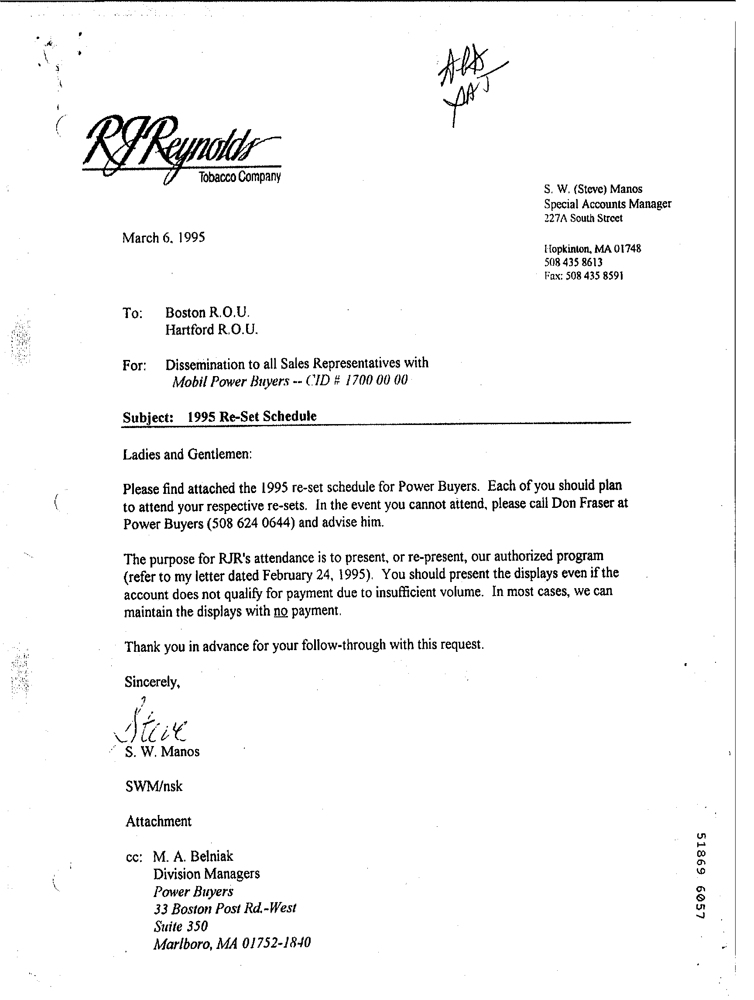 RJReynolds
Tobacco Company
S. W. (Steve) Manos
Special Accounts Manager
227A South Street
Hopkinton, MA 01748
508 435 8613
Fax: 508 435 8591
March 6, 1995
To: Boston R.O.U.
Hartford R.O.U.
For: Dissemination to all Sales Representatives with
Mobil Power Buyers -- CID # 1700 00 00
Subject: 1995 Re-Set Schedule
Ladies and Gentlemen:
Please find attached the 1995 re-set schedule for Power Buyers. Each of you should plan
to attend your respective re-sets. In the event you cannot attend, please call Don Fraser at
Power Buyers (508 624 0644) and advise him.
The purpose for RJR's attendance is to present, or re-present, our authorized program
(refer to my letter dated February 24, 1995). You should present the displays even if the
account does not qualify for payment due to insufficient volume. In most cases, we can
maintain the displays with no payment.
Thank you in advance for your follow-through with this request.
Sincerely,
Steve
S. W. Manos
SWM/nsk
Attachment
cc: M. A. Belniak
Division Managers
Power Buyers
33 Boston Post Rd.-West
Suite 350
Marlboro, MA 01752-1840
51869 6057